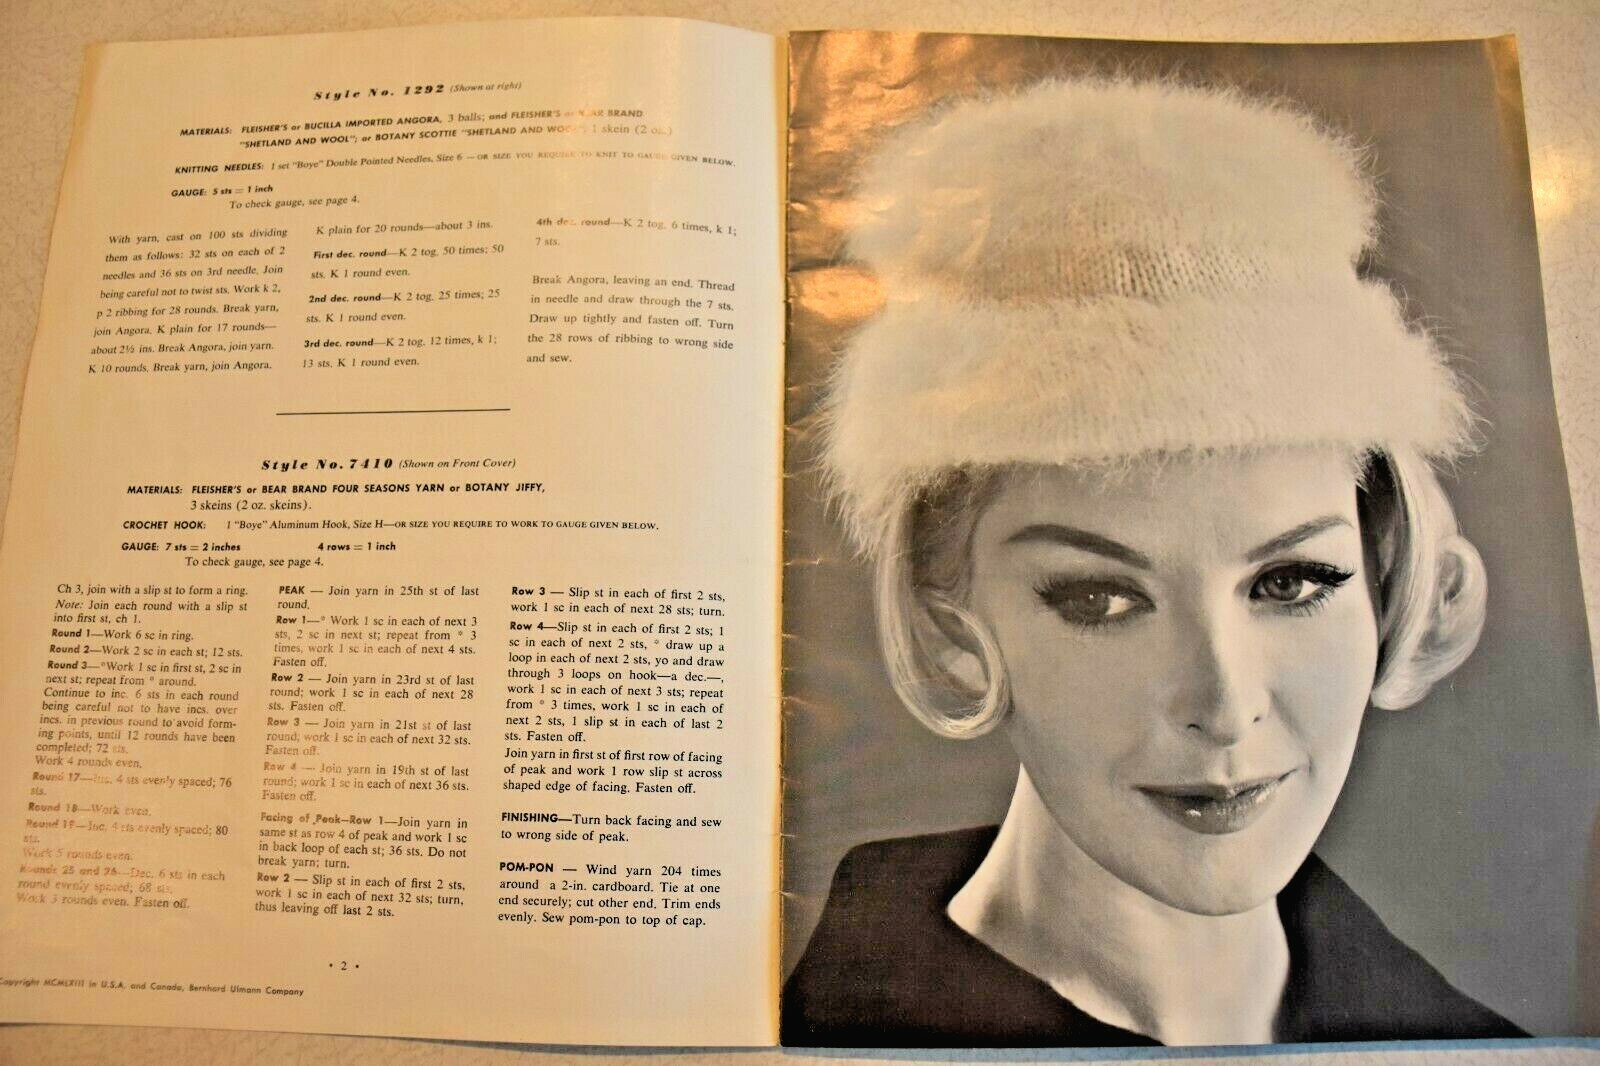 Style No. 1292 (Shown at right)
MATERIALS: FLEISHER'S or BUCILLA IMPORTED ANGORA, 3 balls; and FLEISHER'S or BEAR BRAND
"SHETLAND AND WOOL"; or BOTANY SCOTTIE "SHETLAND AND WOOL", 1 skein (2 oz.)
KNITTING NEEDLES: 1 set "Boye" Double Pointed Needles, Size 6 — OR SIZE YOU REQUIRE TO KNIT TO GAUGE GIVEN BELOW.
GAUGE: 5 sts = 1 inch
To check gauge, see page 4.
With yarn, cast on 100 sts dividing
them as follows: 32 sts on each of 2
needles and 36 sts on 3rd needle. Join
being careful not to twist sts. Work k 2,
p 2 ribbing for 28 rounds. Break yarn,
join Angora. K plain for 17 rounds—
about 2½ ins. Break Angora, join yarn.
K 10 rounds. Break yarn, join Angora.
K plain for 20 rounds—about 3 ins.
First dec. round—K 2 tog. 50 times; 50
sts. K 1 round even.
2nd dec. round—K 2 tog. 25 times; 25
sts. K 1 round even.
3rd dec. round—K 2 tog. 12 times, k 1;
13 sts. K 1 round even.
4th dec. round—K 2 tog. 6 times, k 1;
7 sts.
Break Angora, leaving an end. Thread
in needle and draw through the 7 sts.
Draw up tightly and fasten off. Turn
the 28 rows of ribbing to wrong side
and sew.
Style No. 7410 (Shown on Front Cover)
MATERIALS: FLEISHER'S or BEAR BRAND FOUR SEASONS YARN or BOTANY JIFFY,
3 skeins (2 oz. skeins).
CROCHET HOOK: 1 "Boye" Aluminum Hook, Size H—OR SIZE YOU REQUIRE TO WORK TO GAUGE GIVEN BELOW.
GAUGE: 7 sts = 2 inches 4 rows = 1 inch
To check gauge, see page 4.
Ch 3, join with a slip st to form a ring.
Note: Join each round with a slip st
into first st, ch 1.
Round 1—Work 6 sc in ring.
Round 2—Work 2 sc in each st; 12 sts.
Round 3—*Work 1 sc in first st, 2 sc in
next st; repeat from * around.
Continue to inc. 6 sts in each round
being careful not to have incs. over
incs. in previous round to avoid form-
ing points, until 12 rounds have been
completed; 72 sts.
Work 4 rounds even.
Round 17—Inc. 4 sts evenly spaced; 76
sts.
Round 18—Work even.
Round 19—Inc. 4 sts evenly spaced; 80
sts.
Work 5 rounds even.
Rounds 25 and 26—Dec. 6 sts in each
round evenly spaced; 68 sts.
Work 3 rounds even. Fasten off.
PEAK — Join yarn in 25th st of last
round.
Row 1—* Work 1 sc in each of next 3
sts, 2 sc in next st; repeat from * 3
times, work 1 sc in each of next 4 sts.
Fasten off.
Row 2 — Join yarn in 23rd st of last
round; work 1 sc in each of next 28
sts. Fasten off.
Row 3 — Join yarn in 21st st of last
round; work 1 sc in each of next 32 sts.
Fasten off.
Row 4 — Join yarn in 19th st of last
round; work 1 sc in each of next 36 sts.
Fasten off.
Facing of Peak—Row 1—Join yarn in
same st as row 4 of peak and work 1 sc
in back loop of each st; 36 sts. Do not
break yarn; turn.
Row 2 — Slip st in each of first 2 sts,
work 1 sc in each of next 32 sts; turn,
thus leaving off last 2 sts.
Row 3 — Slip st in each of first 2 sts,
work 1 sc in each of next 28 sts; turn.
Row 4—Slip st in each of first 2 sts; 1
sc in each of next 2 sts, * draw up a
loop in each of next 2 sts, yo and draw
through 3 loops on hook—a dec.—,
work 1 sc in each of next 3 sts; repeat
from * 3 times, work 1 sc in each of
next 2 sts, 1 slip st in each of last 2
sts. Fasten off.
Join yarn in first st of first row of facing
of peak and work 1 row slip st across
shaped edge of facing. Fasten off.
FINISHING—Turn back facing and sew
to wrong side of peak.
POM-PON — Wind yarn 204 times
around a 2-in. cardboard. Tie at one
end securely; cut other end. Trim ends
evenly. Sew pom-pon to top of cap.
• 2 •
Copyright MCMLXIII in U.S.A. and Canada, Bernhard Ulmann Company